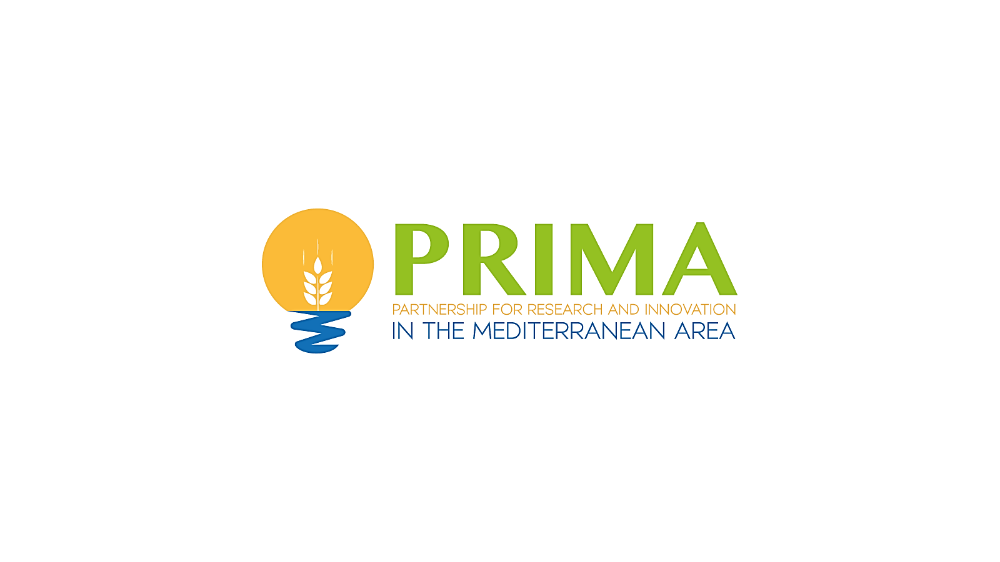 PRIMA
PARTNERSHIP FOR RESEARCH AND INNOVATION
IN THE MEDITERRANEAN AREA